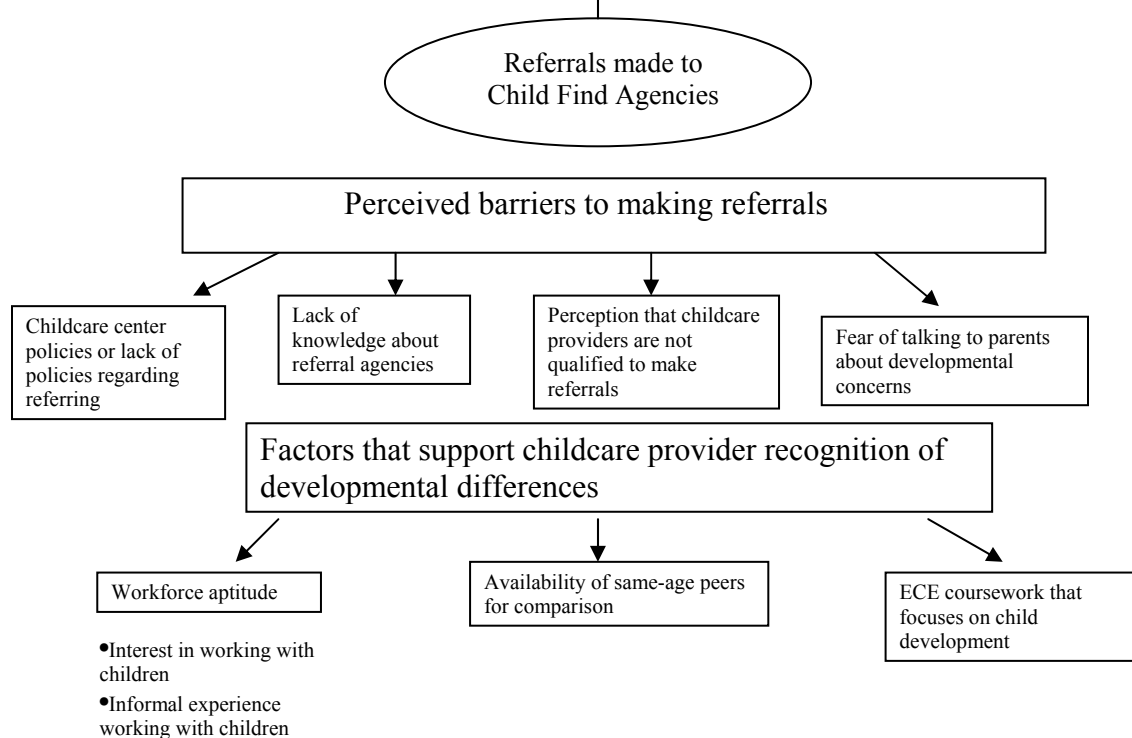 Referrals made to
Child Find Agencies
Perceived barriers to making referrals
Childcare center
policies or lack of
policies regarding
referring
Lack of
knowledge about
referral agencies
Perception that childcare
providers are not
qualified to make
referrals
Fear of talking to parents
about developmental
concerns
Factors that support childcare provider recognition of
developmental differences
Workforce aptitude
•Interest in working with
children
•Informal experience
working with children
Availability of same-age peers
for comparison
ECE coursework that
focuses on child
development